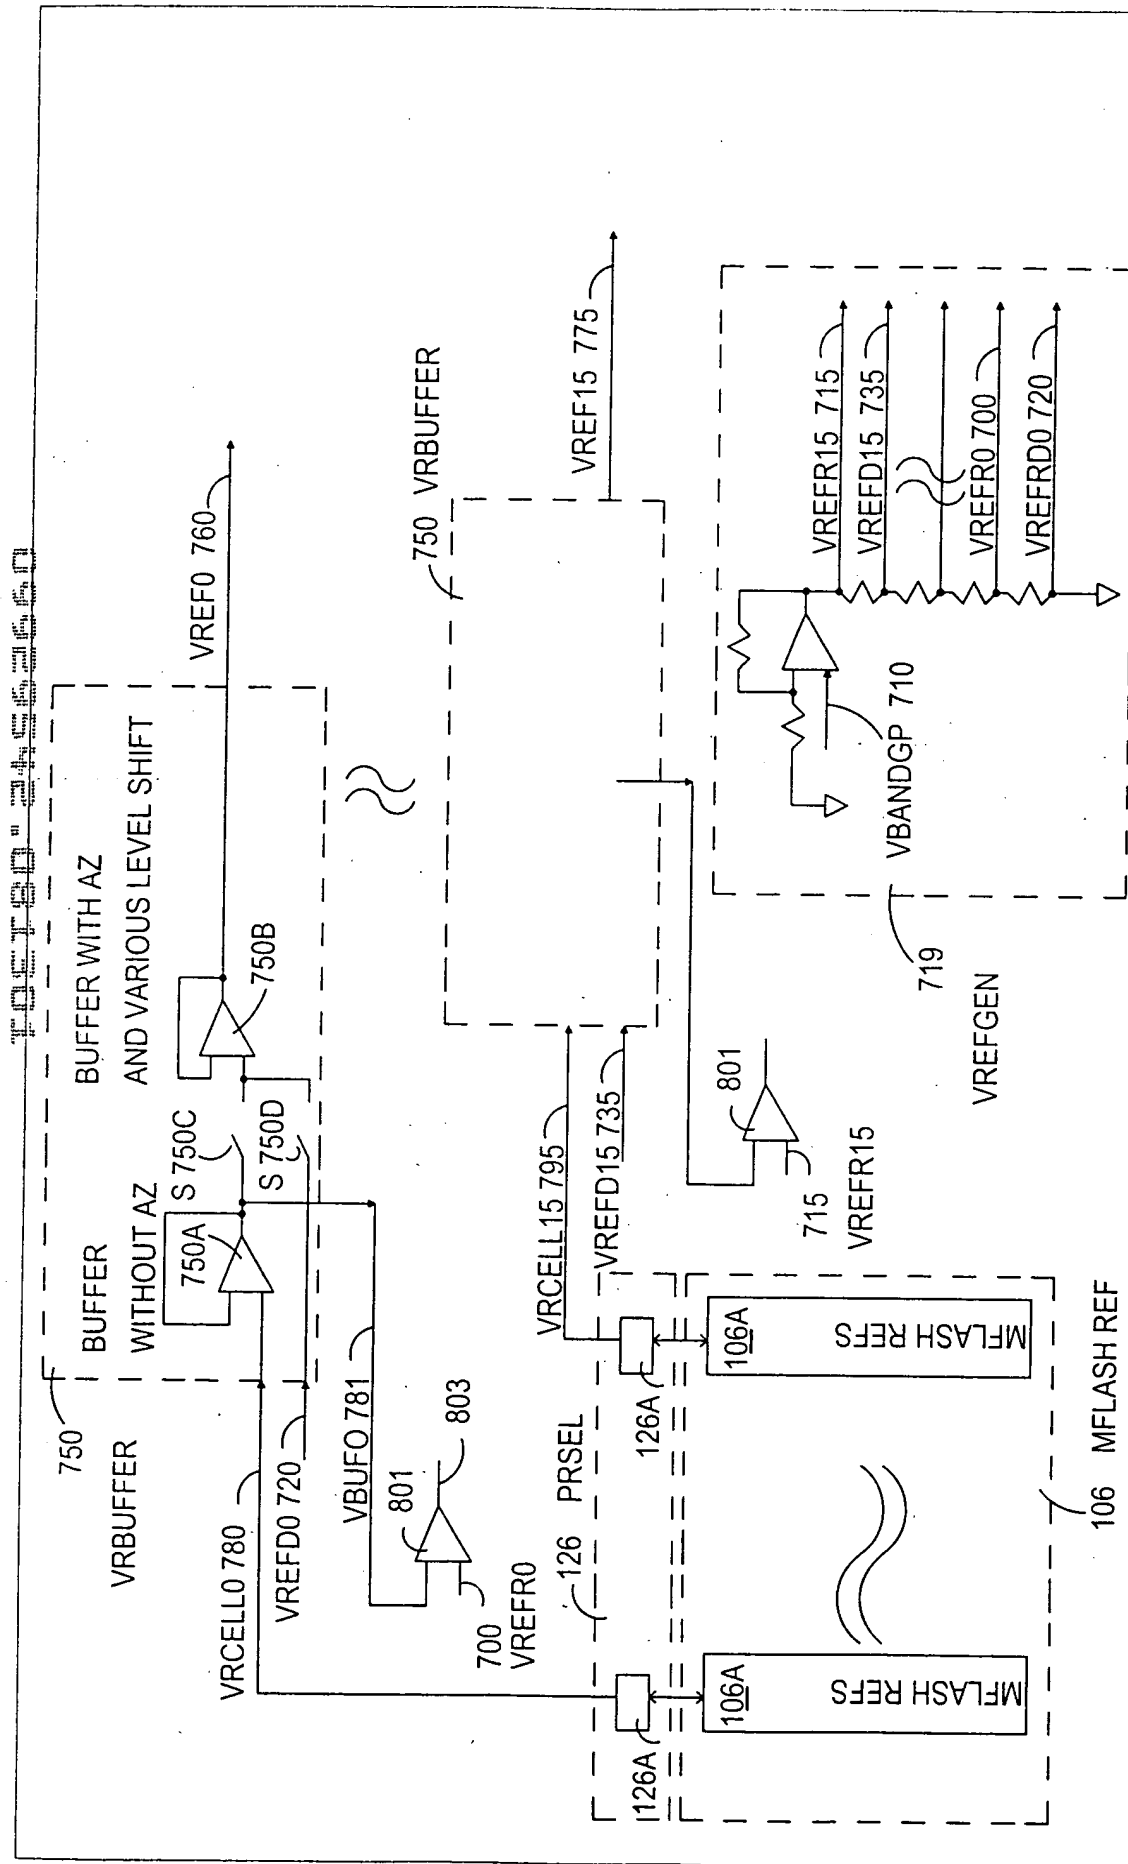 750
VRBUFFER
BUFFER
WITHOUT AZ
750A
S 750C
S 750D
BUFFER WITH AZ
AND VARIOUS LEVEL SHIFT
750B
VREF0 760
VRCELL0 780
VREFD0 720
VBUFO 781
801
803
700
VREFR0
750 VRBUFFER
VREF15 775
VRCELL15 795
VREFD15 735
801
715
VREFR15
126 PRSEL
126A
126A
106A
MFLASH REFS
106A
MFLASH REFS
106 MFLASH REF
719
VREFGEN
VBANDGP 710
VREFR15 715
VREFD15 735
VREFR0 700
VREFRD0 720